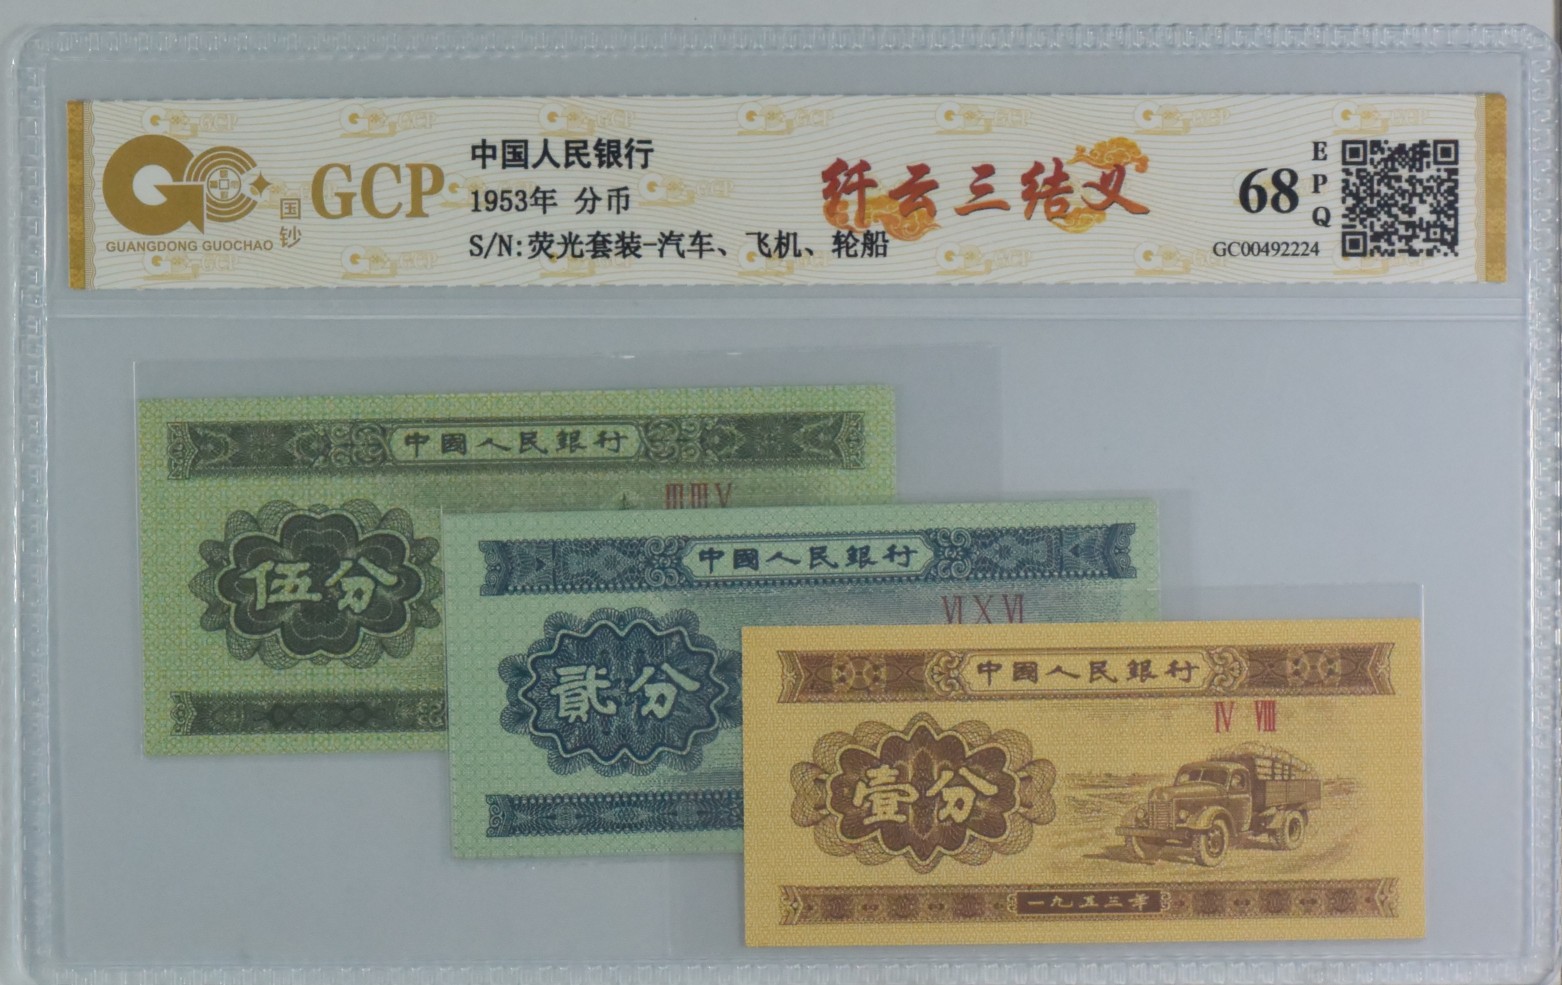 中国人民银行
1953年 分币
S/N:荧光套装-汽车、飞机、轮船
GCP
国钞
GUANGDONG GUOCHAO
纤云三结义
68
EPQ
GC00492224
中國人民銀行
III III V
伍分
中國人民銀行
VI X VI
貳分
中國人民銀行
IV VIII
壹分
一九五三年